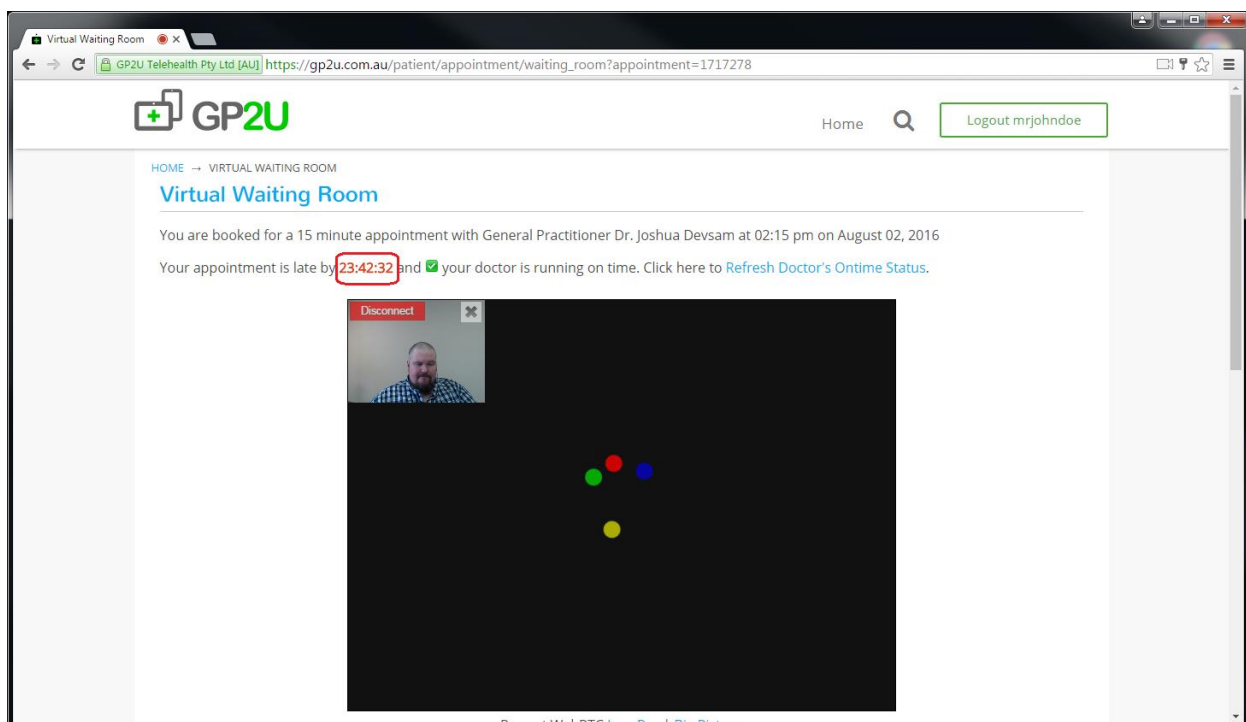 Virtual Waiting Room
GP2U Telehealth Pty Ltd [AU] https://gp2u.com.au/patient/appointment/waiting_room?appointment=1717278
GP2U
Home
Logout mrjohndoe
HOME → VIRTUAL WAITING ROOM
Virtual Waiting Room
You are booked for a 15 minute appointment with General Practitioner Dr. Joshua Devsam at 02:15 pm on August 02, 2016
Your appointment is late by 23:42:32 and your doctor is running on time. Click here to Refresh Doctor's Ontime Status.
Disconnect